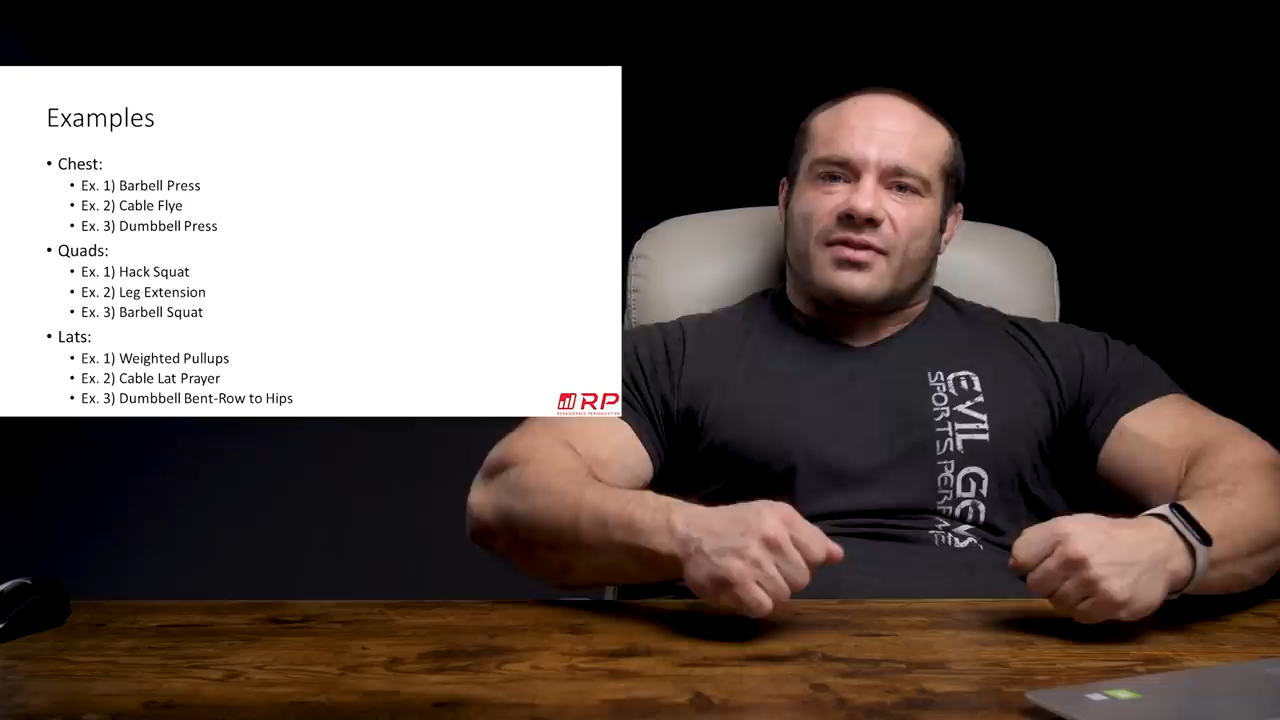 Examples
• Chest:
• Ex. 1) Barbell Press
• Ex. 2) Cable Flye
• Ex. 3) Dumbbell Press
• Quads:
• Ex. 1) Hack Squat
• Ex. 2) Leg Extension
• Ex. 3) Barbell Squat
• Lats:
• Ex. 1) Weighted Pullups
• Ex. 2) Cable Lat Prayer
• Ex. 3) Dumbbell Bent-Row to Hips
RP
RENAISSANCE PERIODIZATION
EVIL
SPORTS